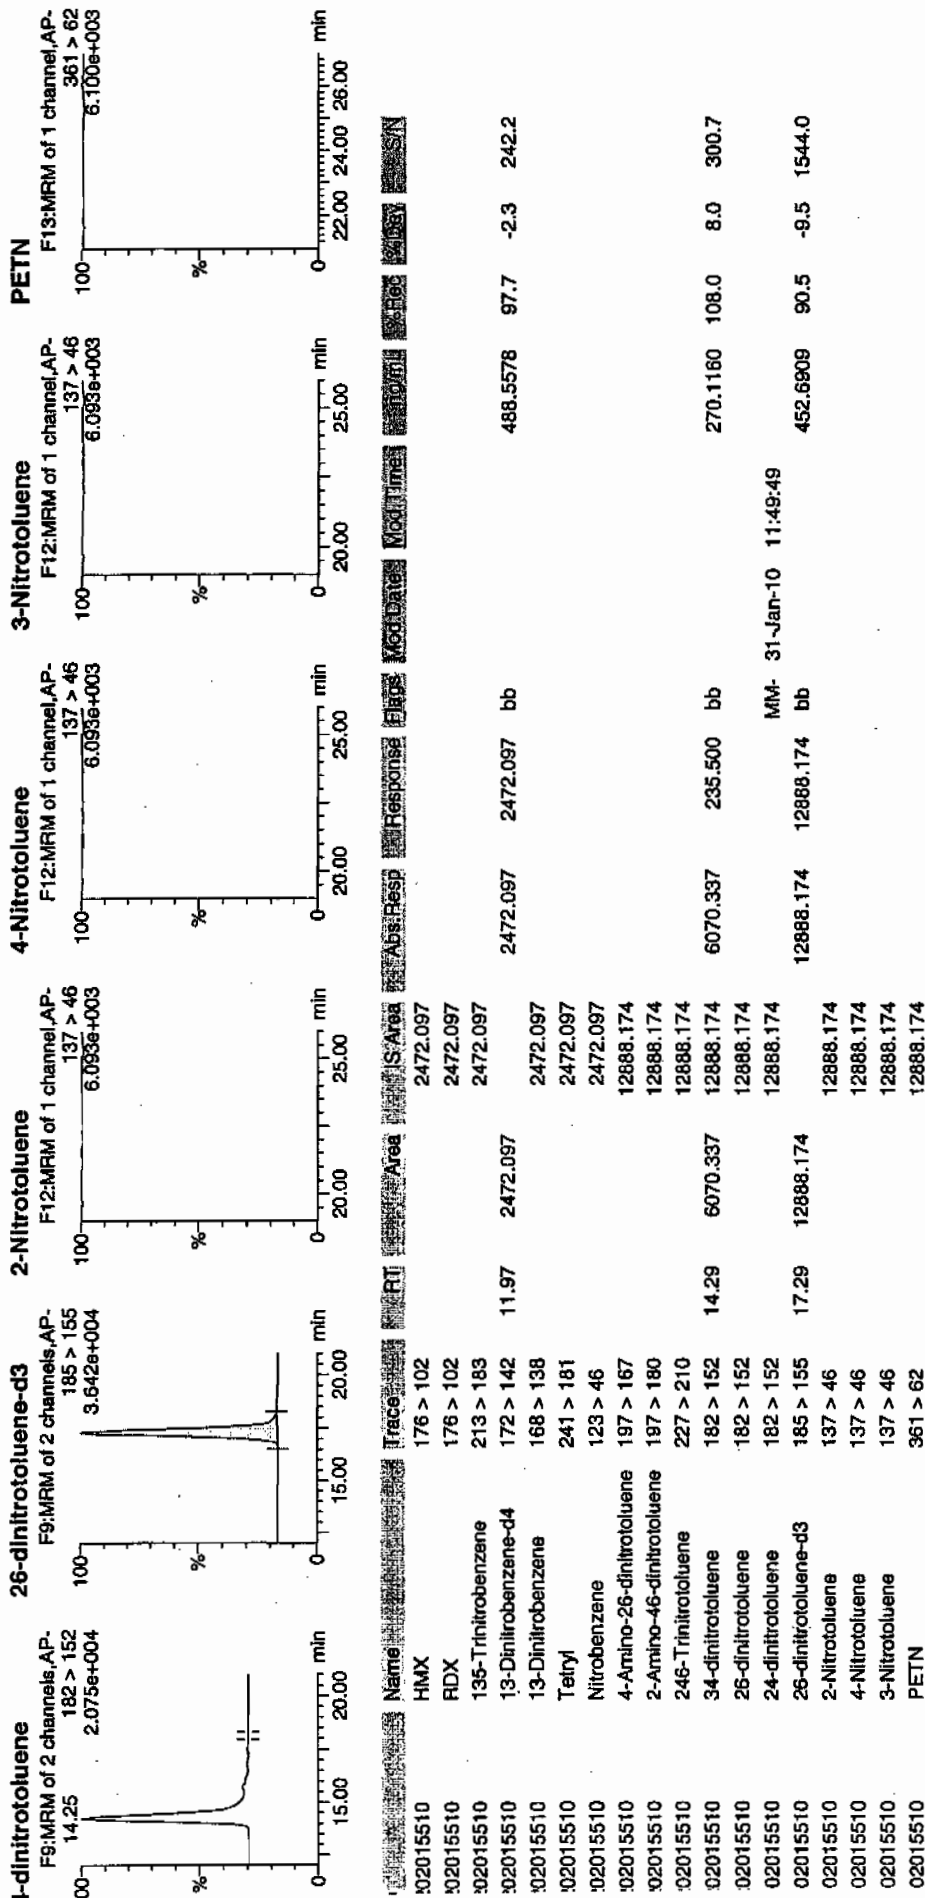 4-dinitrotoluene
F9:MRM of 2 channels,AP-
14.25 182 > 152
2.075e+004
00
15.00 20.00
26-dinitrotoluene-d3
F9:MRM of 2 channels,AP-
185 > 155
3.642e+004
100
%
0 min
15.00 20.00
2-Nitrotoluene
F12:MRM of 1 channel,AP-
137 > 46
6.093e+003
100
%
0 min
20.00 25.00
4-Nitrotoluene
F12:MRM of 1 channel,AP-
137 > 46
6.093e+003
100
%
0 min
20.00 25.00
3-Nitrotoluene
F12:MRM of 1 channel,AP-
137 > 46
6.093e+003
100
%
0 min
20.00 25.00
PETN
F13:MRM of 1 channel,AP-
361 > 62
6.100e+003
100
%
0 min
22.00 24.00 26.00
Name Trace RT Area IS Area Abs.Resp Response Flags Mod.Date Mod.Time ng/mL %Rec %Dev S/N
02015510 HMX 176 > 102 2472.097
02015510 RDX 176 > 102 2472.097
02015510 135-Trinitrobenzene 213 > 183 2472.097
02015510 13-Dinitrobenzene-d4 172 > 142 11.97 2472.097 2472.097 2472.097 bb 488.5578 97.7 -2.3 242.2
02015510 13-Dinitrobenzene 168 > 138 2472.097
02015510 Tetryl 241 > 181 2472.097
02015510 Nitrobenzene 123 > 46 2472.097
02015510 4-Amino-26-dinitrotoluene 197 > 167 12888.174
02015510 2-Amino-46-dinitrotoluene 197 > 180 12888.174
02015510 246-Trinitrotoluene 227 > 210 12888.174
02015510 34-dinitrotoluene 182 > 152 14.29 6070.337 12888.174 6070.337 235.500 bb 270.1160 108.0 8.0 300.7
02015510 26-dinitrotoluene 182 > 152 12888.174
02015510 24-dinitrotoluene 182 > 152 12888.174 MM- 31-Jan-10 11:49:49
02015510 26-dinitrotoluene-d3 185 > 155 17.29 12888.174 12888.174 12888.174 bb 452.6909 90.5 -9.5 1544.0
02015510 2-Nitrotoluene 137 > 46 12888.174
02015510 4-Nitrotoluene 137 > 46 12888.174
02015510 3-Nitrotoluene 137 > 46 12888.174
02015510 PETN 361 > 62 12888.174